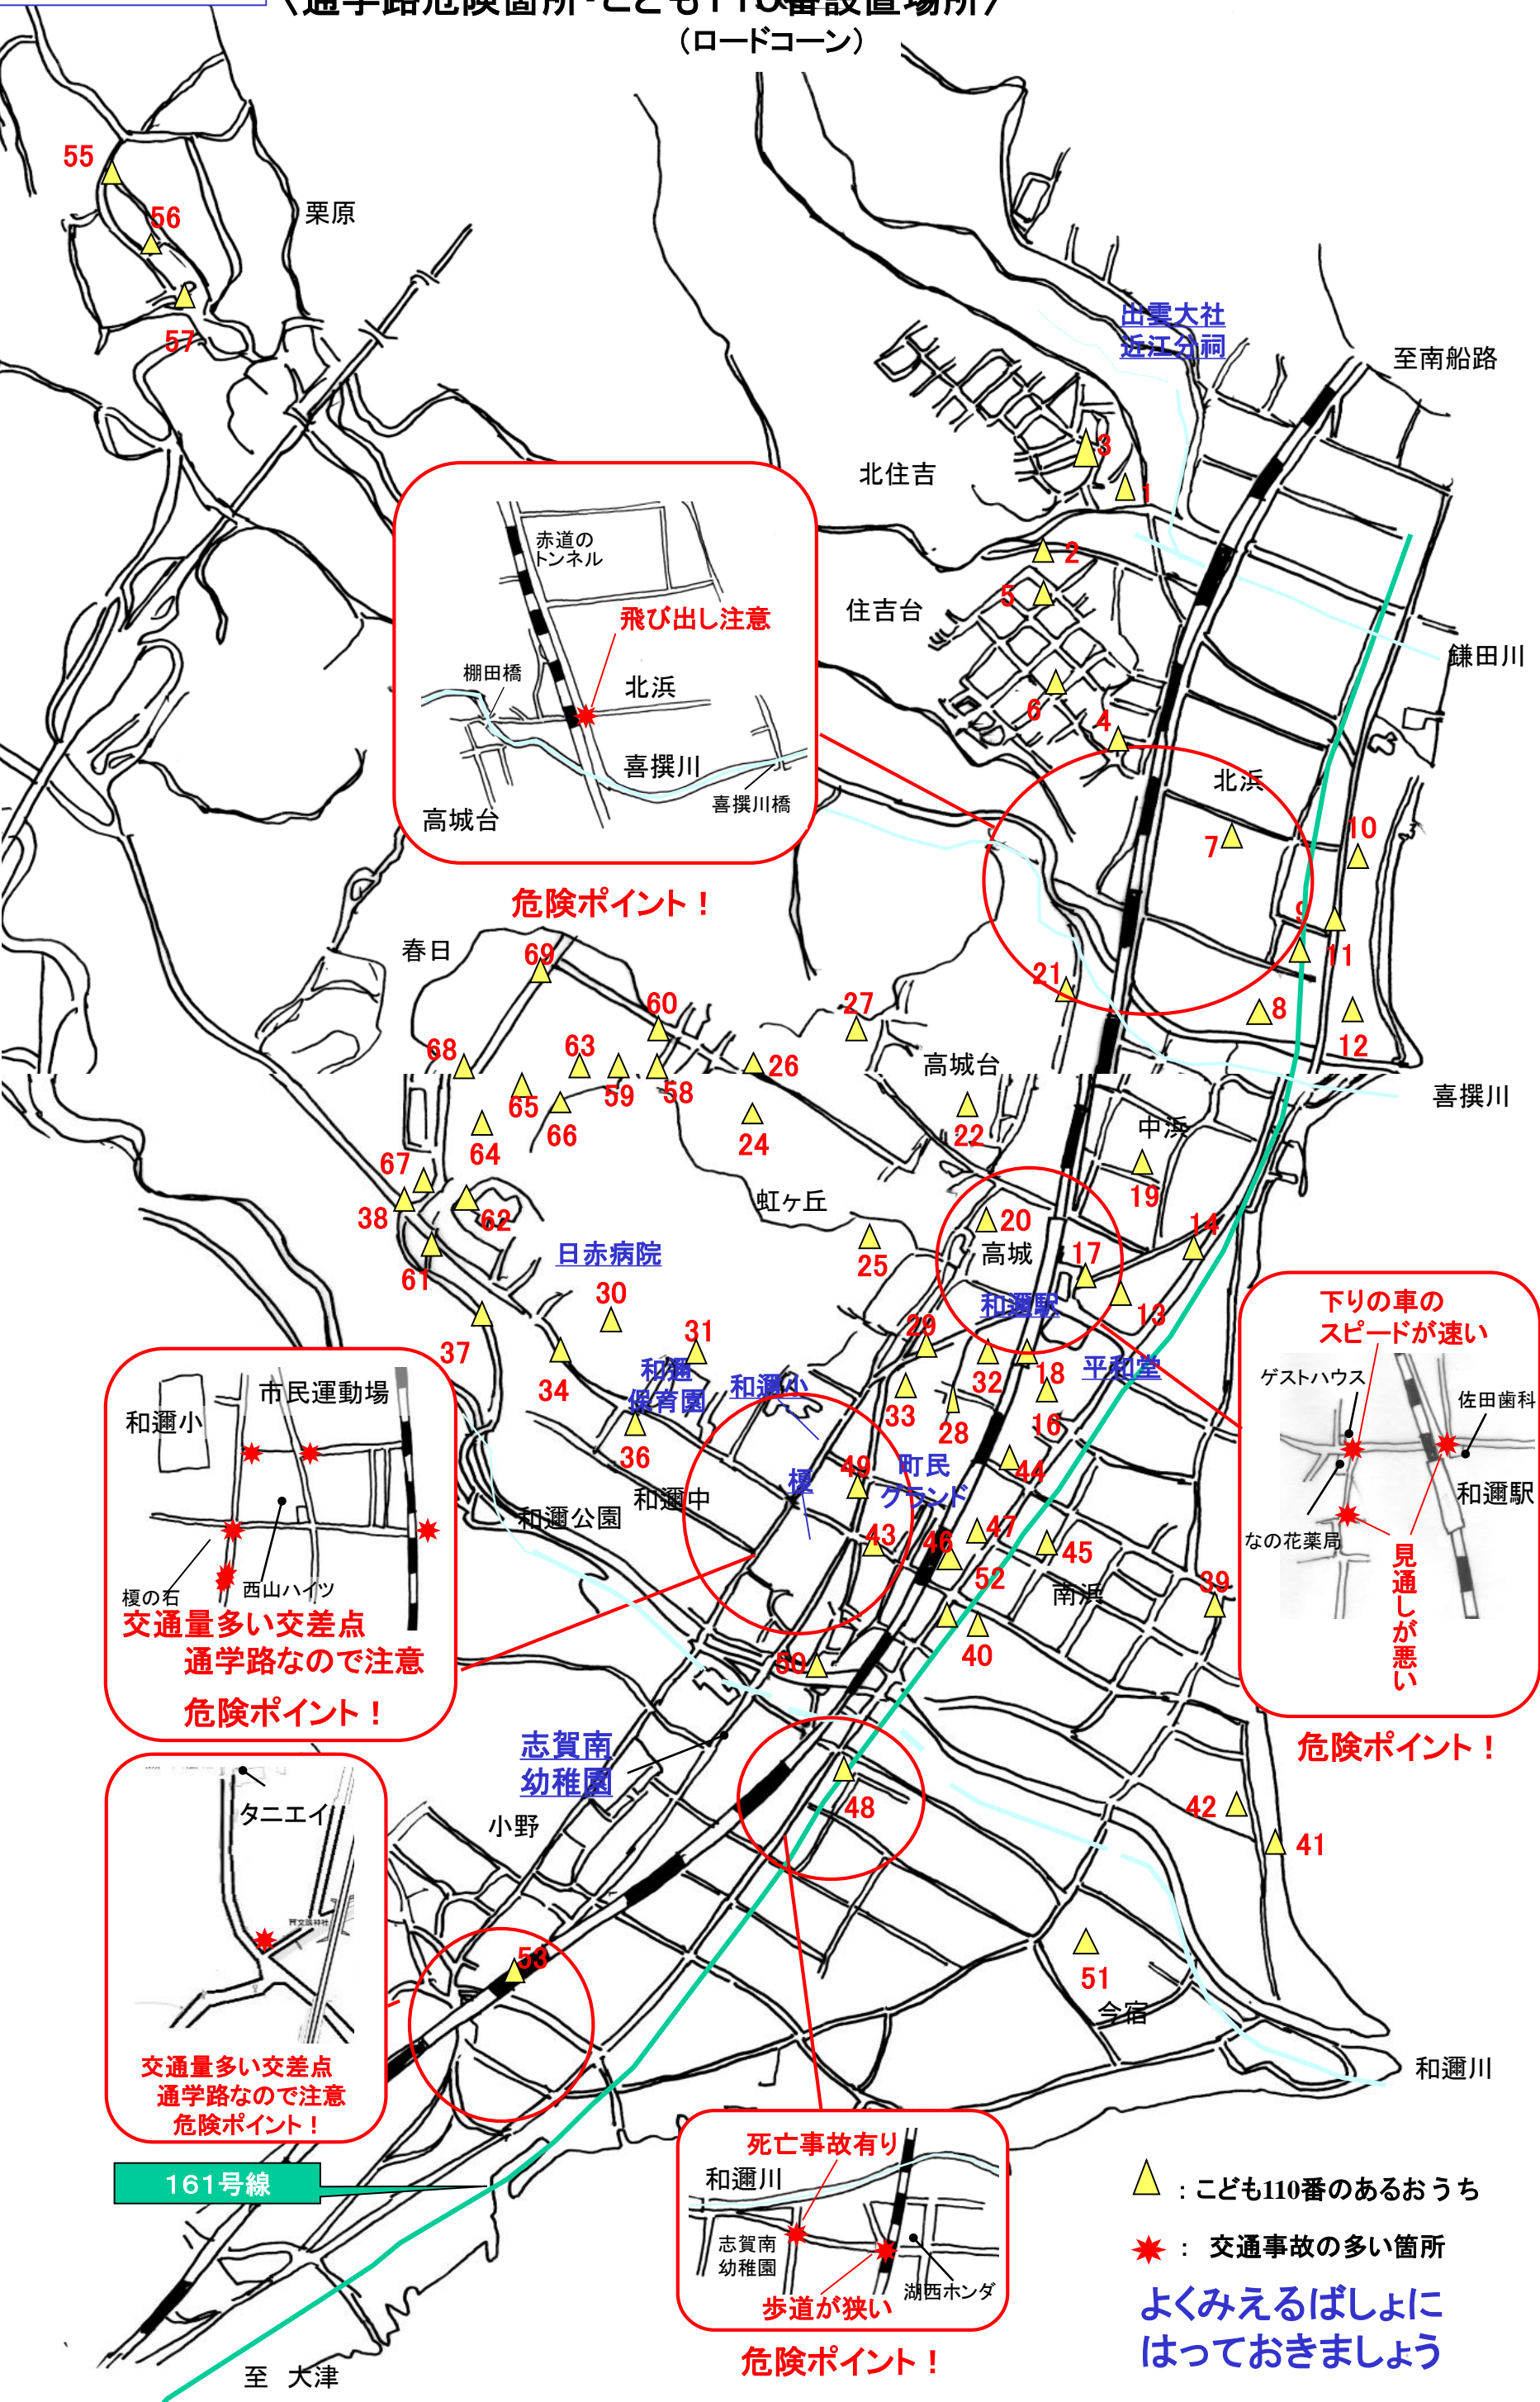 〈通学路危険箇所・こども110番設置場所〉
（ロードコーン）
55
56
栗原
57
出雲大社
近江分祠
至南船路
3
北住吉
1
2
5
住吉台
鎌田川
6
4
北浜
7
10
9
11
8
12
21
赤道の
トンネル
飛び出し注意
棚田橋
北浜
喜撰川
喜撰川橋
高城台
危険ポイント！
春日
69
60
27
68
63
26
高城台
65
59
58
喜撰川
66
24
22
中浜
64
67
19
38
62
虹ヶ丘
20
14
日赤病院
高城
25
17
61
30
和邇駅
13
31
29
37
和邇
保育園
和邇小
32
18
平和堂
34
33
28
16
36
49
町民
グランド
44
榎
和邇中
和邇公園
43
46
47
45
52
南浜
39
50
40
下りの車の
スピードが速い
ゲストハウス
佐田歯科
和邇駅
なの花薬局
見通しが悪い
危険ポイント！
市民運動場
和邇小
榎の石
西山ハイツ
交通量多い交差点
通学路なので注意
危険ポイント！
志賀南
幼稚園
小野
48
42
41
タニエイ
53
51
今宿
交通量多い交差点
通学路なので注意
危険ポイント！
和邇川
161号線
死亡事故有り
和邇川
志賀南
幼稚園
湖西ホンダ
歩道が狭い
危険ポイント！
：こども110番のあるおうち
： 交通事故の多い箇所
よくみえるばしょに
はっておきましょう
至 大津